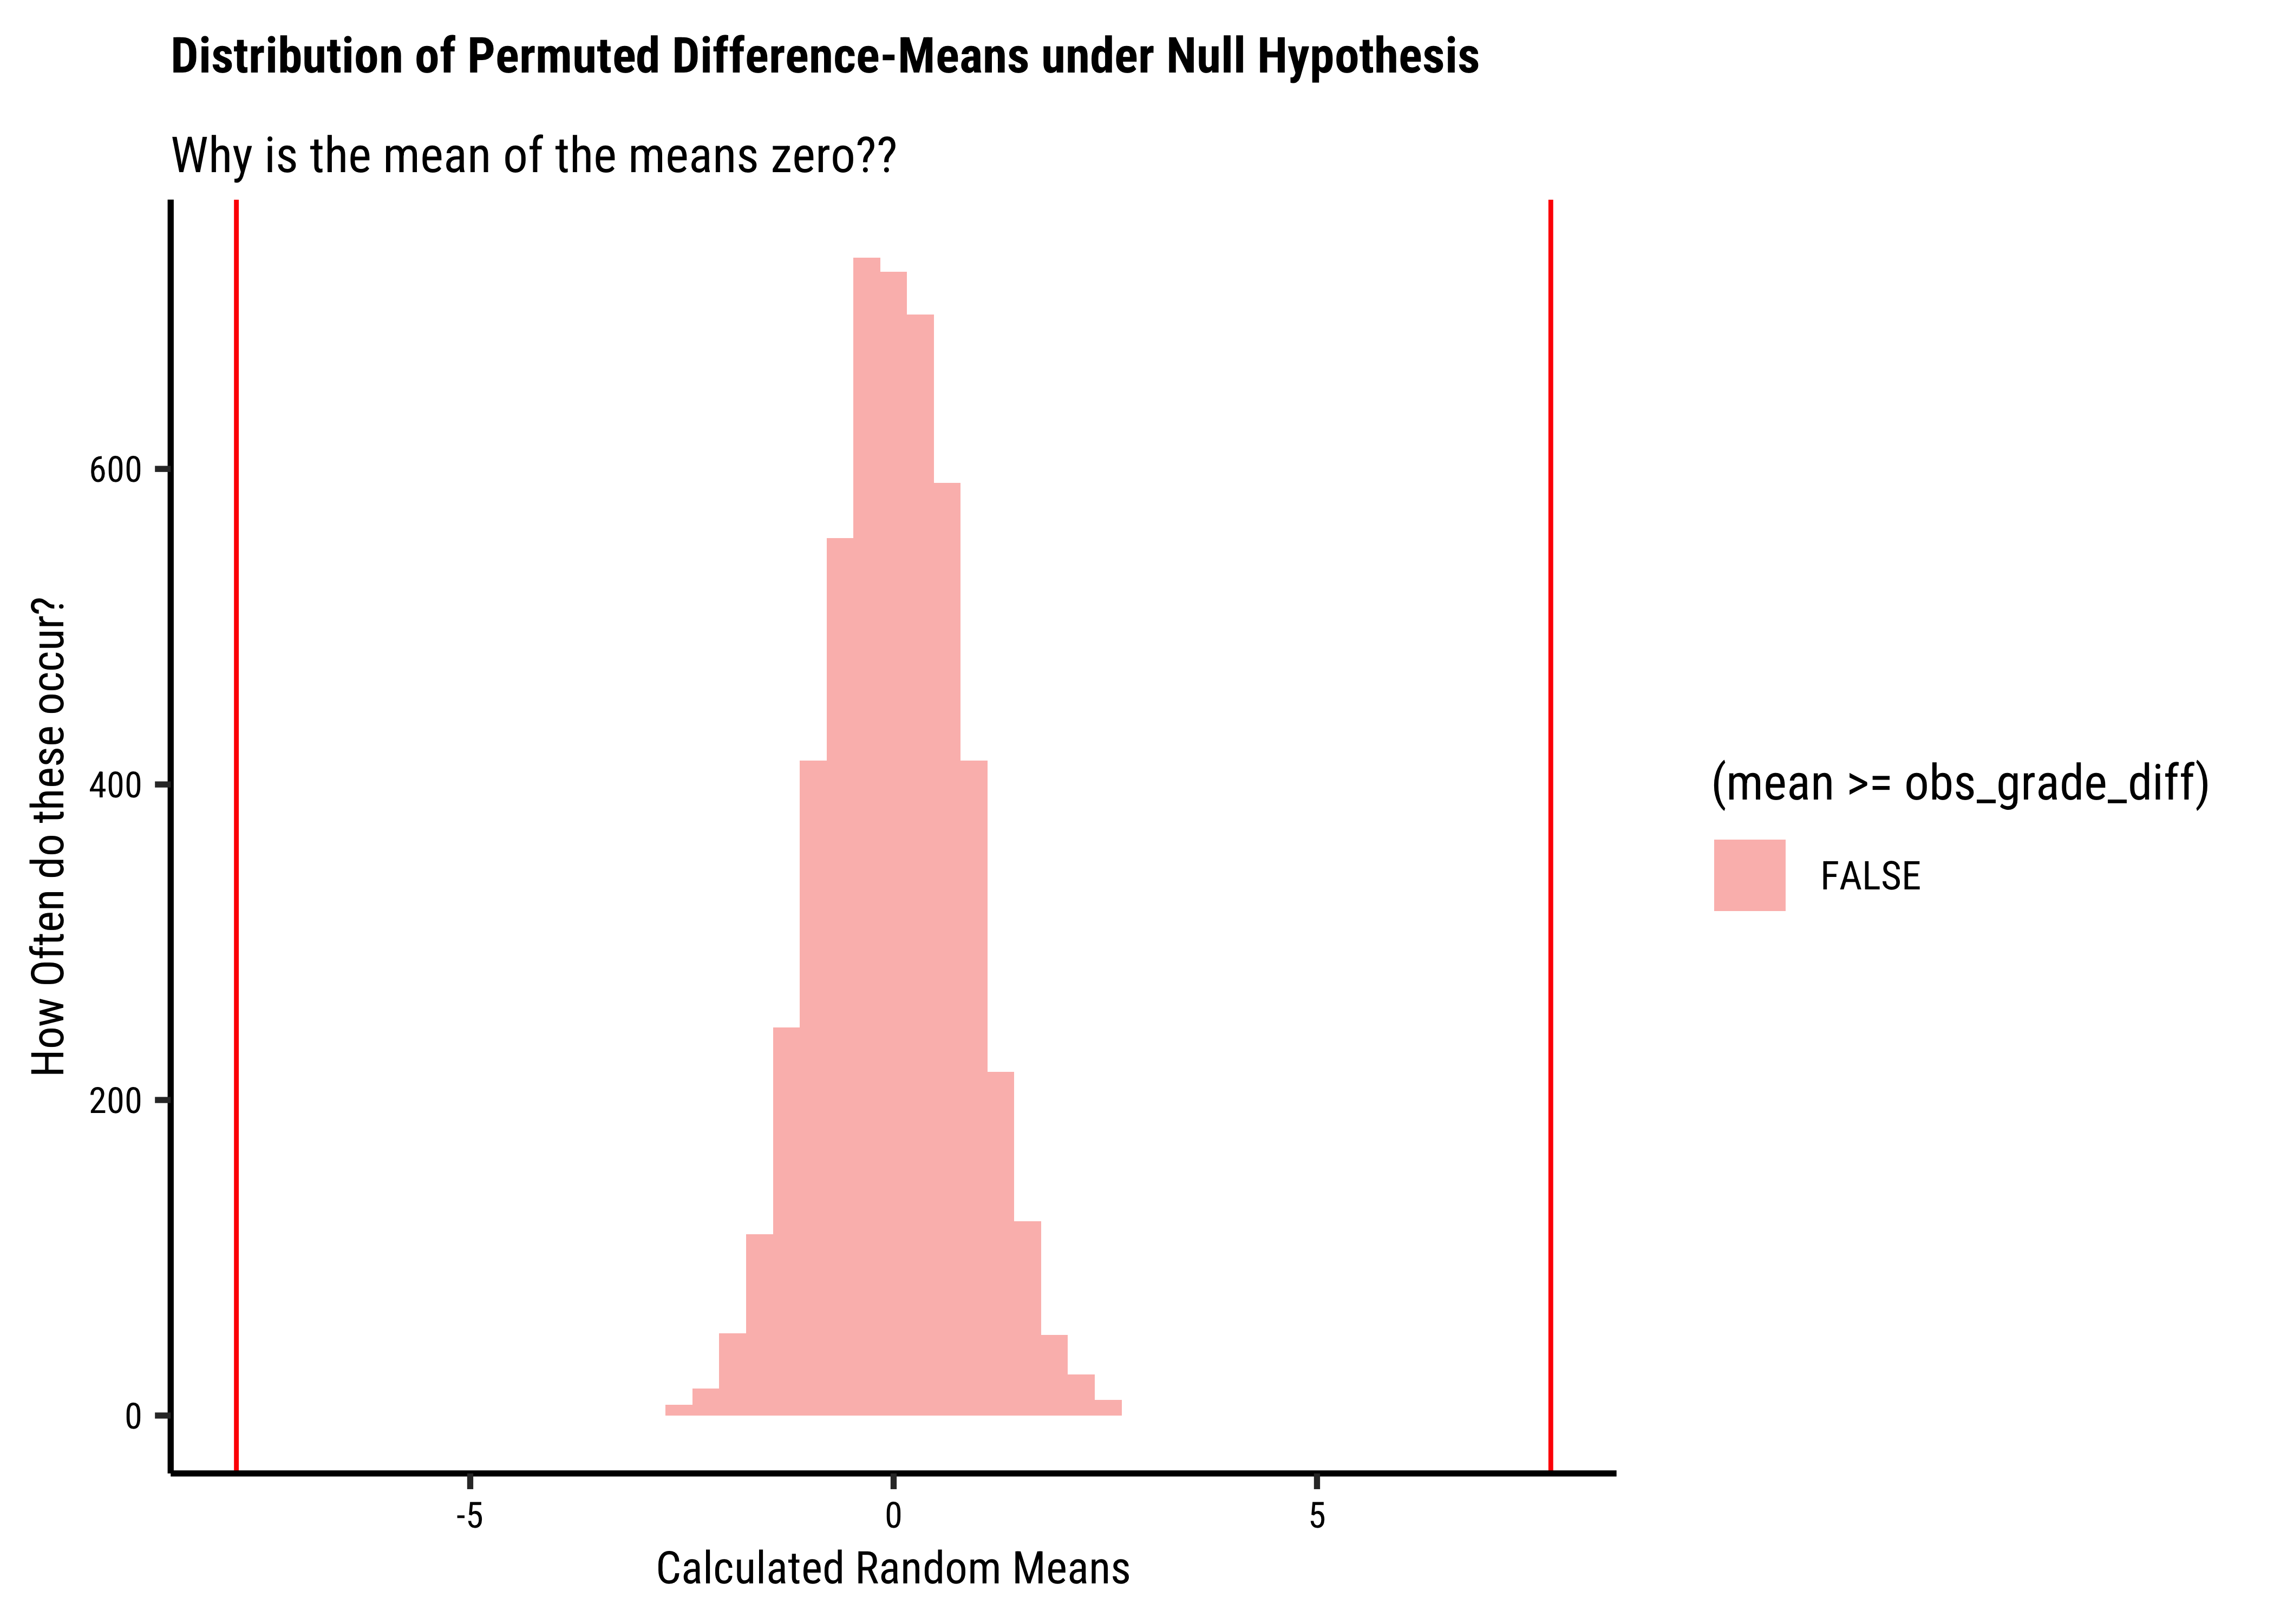 Distribution of Permuted Difference-Means under Null Hypothesis
Why is the mean of the means zero??
How Often do these occur?
600
400
200
0
-5
0
5
Calculated Random Means
(mean >= obs_grade_diff)
FALSE